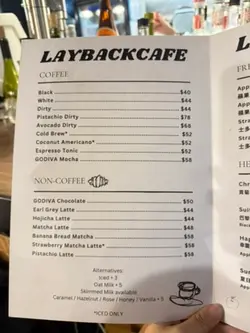 LAYBACKCAFE
COFFEE
Black $40
White $44
Dirty $44
Pistachio Dirty $78
Avocado Dirty $68
Cold Brew* $52
Coconut Americano* $52
Espresso Tonic $52
GODIVA Mocha $58
NON-COFFEE
GODIVA Chocolate $50
Earl Grey Latte $44
Hojicha Latte $44
Matcha Latte $48
Banana Bread Matcha $58
Strawberry Matcha Latte* $58
Pistachio Latte $58
Alternatives:
Iced + 3
Oat Milk + 5
Skimmed Milk available
Caramel / Hazelnut / Rose / Honey / Vanilla + 5
*ICED ONLY